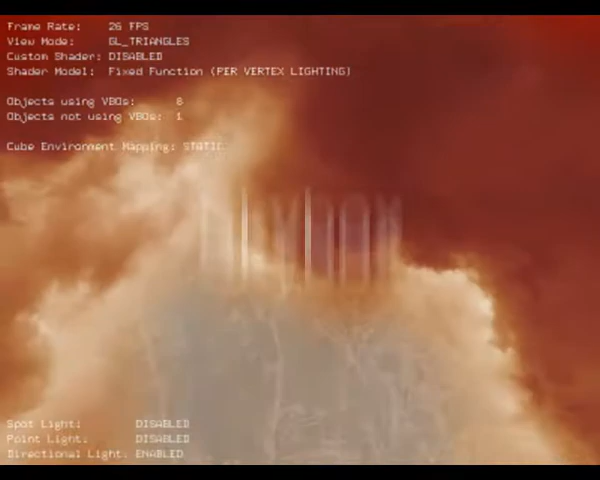 Frame Rate: 26 FPS
View Mode: GL_TRIANGLES
Custom Shader: DISABLED
Shader Model: Fixed Function (PER VERTEX LIGHTING)
Objects using VBOs: 8
Objects not using VBOs: 1
Cube Environment Mapping: STATIC
Spot Light: DISABLED
Point Light: DISABLED
Directional Light: ENABLED